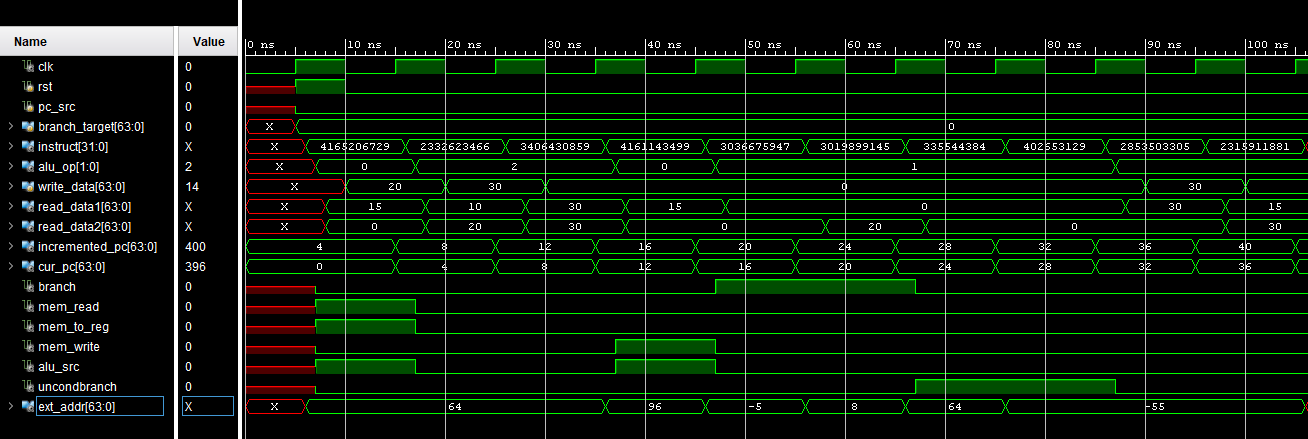 Name Value 0 ns 10 ns 20 ns 30 ns 40 ns 50 ns 60 ns 70 ns 80 ns 90 ns 100 ns
clk 0
rst 0
pc_src 0
branch_target[63:0] 0 X 0
instruct[31:0] X X 4165206729 2332623466 3406430859 4161143499 3036675947 3019899145 335544384 402653129 2853503305 2315911881
alu_op[1:0] 2 X 0 2 0 1
write_data[63:0] 14 X 20 30 0 30
read_data1[63:0] X X 15 10 30 15 0 30 15
read_data2[63:0] X X 0 20 30 0 20 0 30
incremented_pc[63:0] 400 4 8 12 16 20 24 28 32 36 40
cur_pc[63:0] 396 0 4 8 12 16 20 24 28 32 36
branch 0
mem_read 0
mem_to_reg 0
mem_write 0
alu_src 0
uncondbranch 0
ext_addr[63:0] X X 64 96 -5 8 64 -55